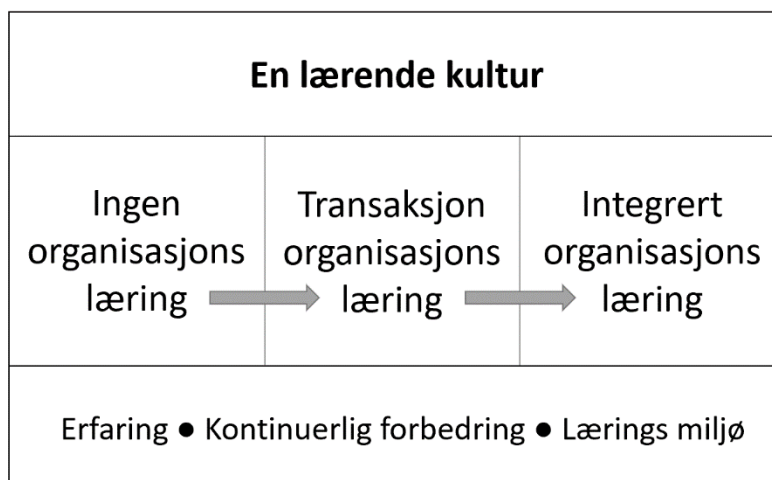 En lærende kultur
Ingen
organisasjons
læring
Transaksjon
organisasjons
læring
Integrert
organisasjons
læring
Erfaring ● Kontinuerlig forbedring ● Lærings miljø